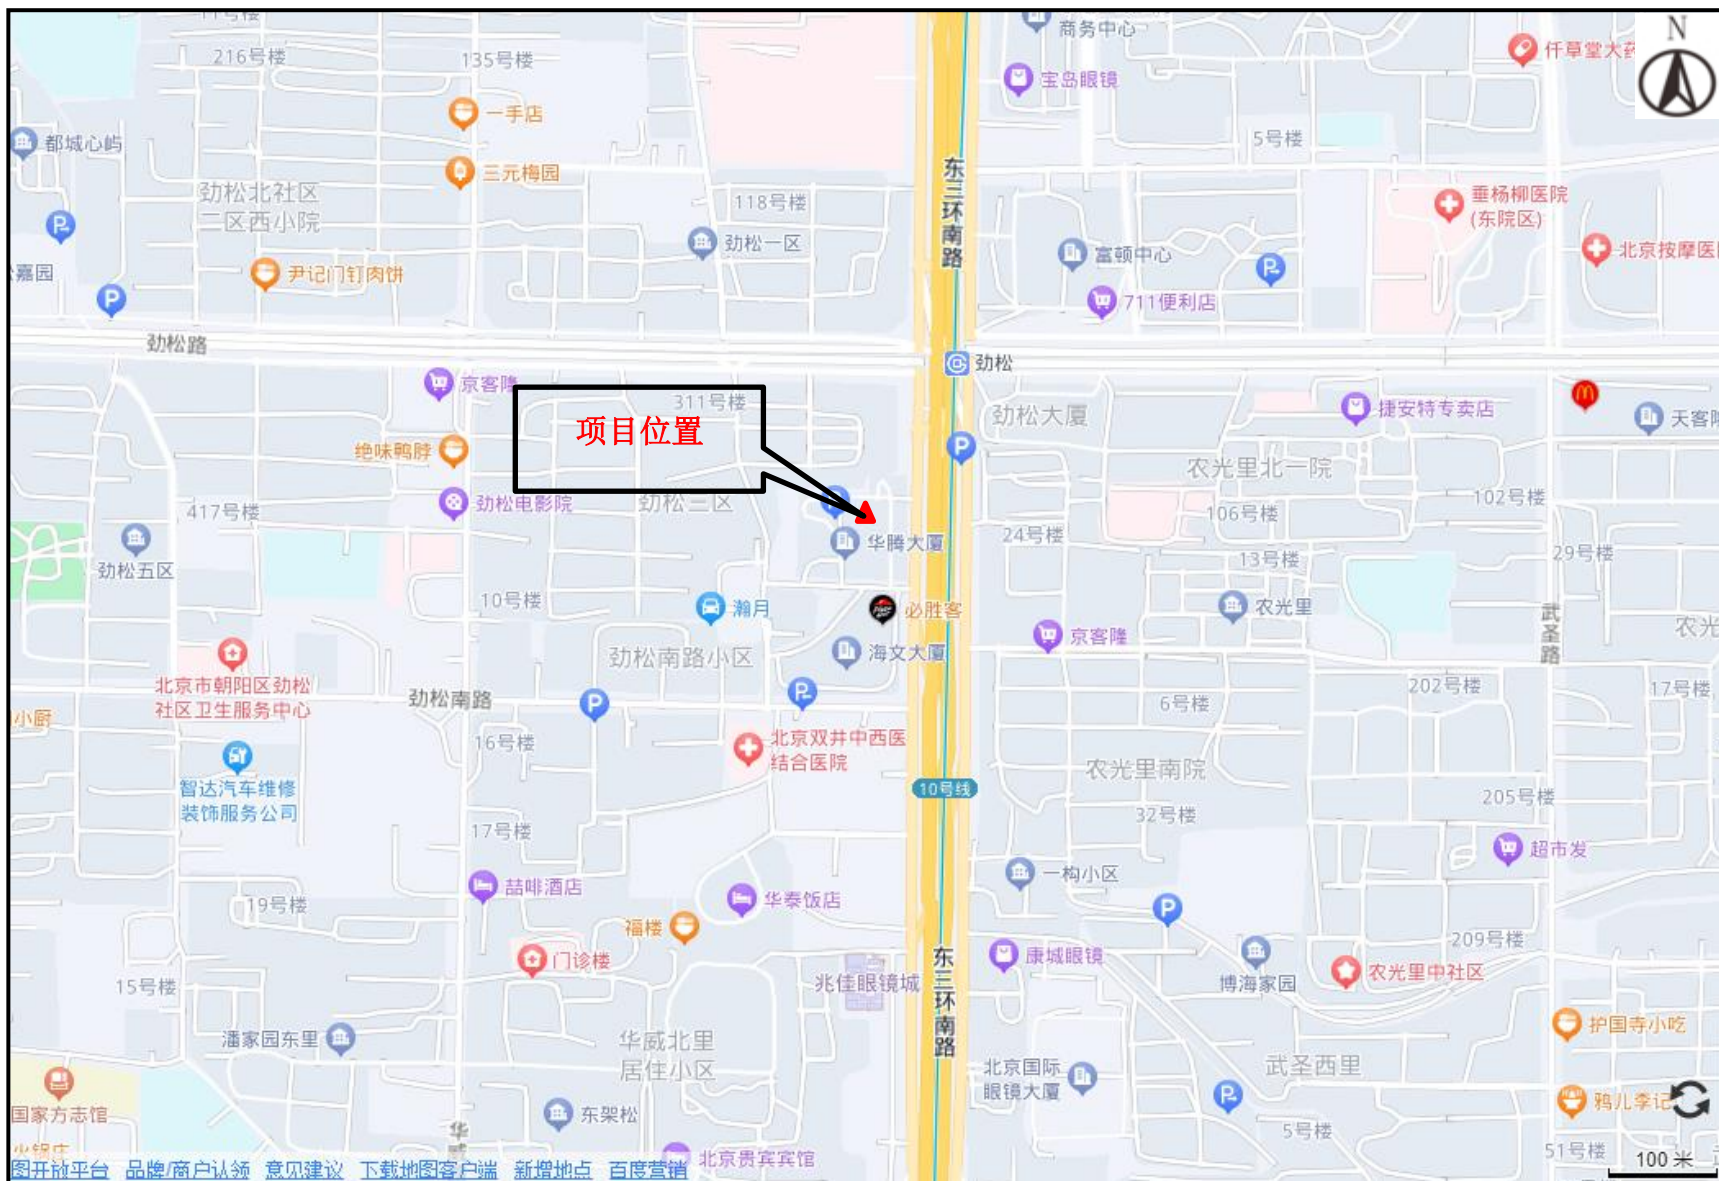 216号楼
135号楼
商务中心
仟草堂大药
N
宝岛眼镜
一手店
都城心屿
5号楼
三元梅园
东三环南路
劲松北社区
二区西小院
118号楼
垂杨柳医院
(东院区)
劲松一区
富顿中心
北京按摩医
嘉园
尹记门钉肉饼
711便利店
劲松路
劲松
京客隆
311号楼
项目位置
劲松大厦
捷安特专卖店
天客隆
绝味鸭脖
农光里北一院
劲松电影院
劲松三区
102号楼
417号楼
106号楼
24号楼
华腾大厦
13号楼
29号楼
劲松五区
10号楼
瀚月
必胜客
农光里
武圣路
农光
京客隆
劲松南路小区
海文大厦
北京市朝阳区劲松
社区卫生服务中心
劲松南路
202号楼
17号楼
6号楼
小厨
16号楼
北京双井中西医
结合医院
农光里南院
智达汽车维修
装饰服务公司
10号线
205号楼
32号楼
17号楼
超市发
一构小区
喆啡酒店
华泰饭店
19号楼
福楼
209号楼
门诊楼
东三环南路
康城眼镜
农光里中社区
15号楼
兆佳眼镜城
博海家园
护国寺小吃
潘家园东里
华威北里
居住小区
北京国际
眼镜大厦
武圣西里
国家方志馆
东架松
鸦儿李记
华威
5号楼
火锅店
51号楼
北京贵宾宾馆
100 米
图开放平台 品牌/商户认领 意见建议 下载地图客户端 新增地点 百度营销